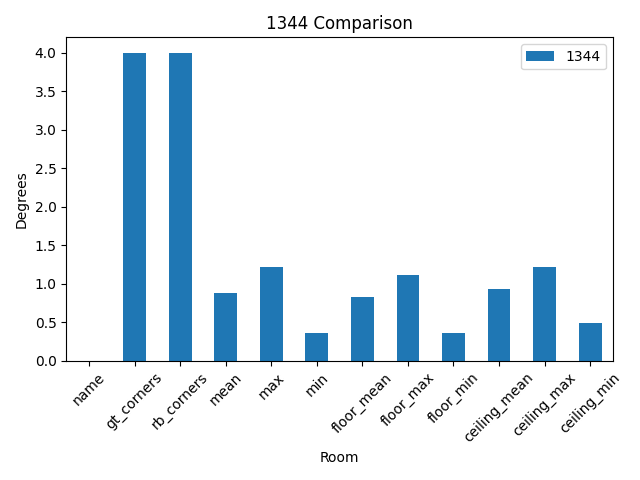 1344 Comparison
1344
Degrees
4.0
3.5
3.0
2.5
2.0
1.5
1.0
0.5
0.0
name
gt_corners
rb_corners
mean
max
min
floor_mean
floor_max
floor_min
ceiling_mean
ceiling_max
ceiling_min
Room